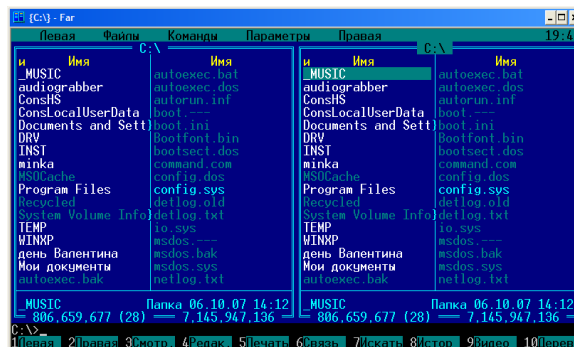 {C:\} - Far
Левая Файлы Команды Параметры Правая 19:4
C:\ C:\
и Имя Имя и Имя Имя
_MUSIC autoexec.bat _MUSIC autoexec.bat
audiograbber autoexec.dos audiograbber autoexec.dos
ConsHS autorun.inf ConsHS autorun.inf
ConsLocalUserData boot.--- ConsLocalUserData boot.---
Documents and Sett} boot.ini Documents and Sett} boot.ini
DRV Bootfont.bin DRV Bootfont.bin
INST bootsect.dos INST bootsect.dos
minka command.com minka command.com
MSOCache config.dos MSOCache config.dos
Program Files config.sys Program Files config.sys
Recycled detlog.old Recycled detlog.old
System Volume Info} detlog.txt System Volume Info} detlog.txt
TEMP io.sys TEMP io.sys
WINXP msdos.--- WINXP msdos.---
день Валентина msdos.bak день Валентина msdos.bak
Мои документы msdos.sys Мои документы msdos.sys
autoexec.bak netlog.txt autoexec.bak netlog.txt
_MUSIC Папка 06.10.07 14:12 _MUSIC Папка 06.10.07 14:12
806,659,677 (28) 7,145,947,136 806,659,677 (28) 7,145,947,136
C:\>_
1Левая 2Правая 3Смотр. 4Редак. 5Печать 6Связь 7Искать 8Истор 9Видео 10Дерев